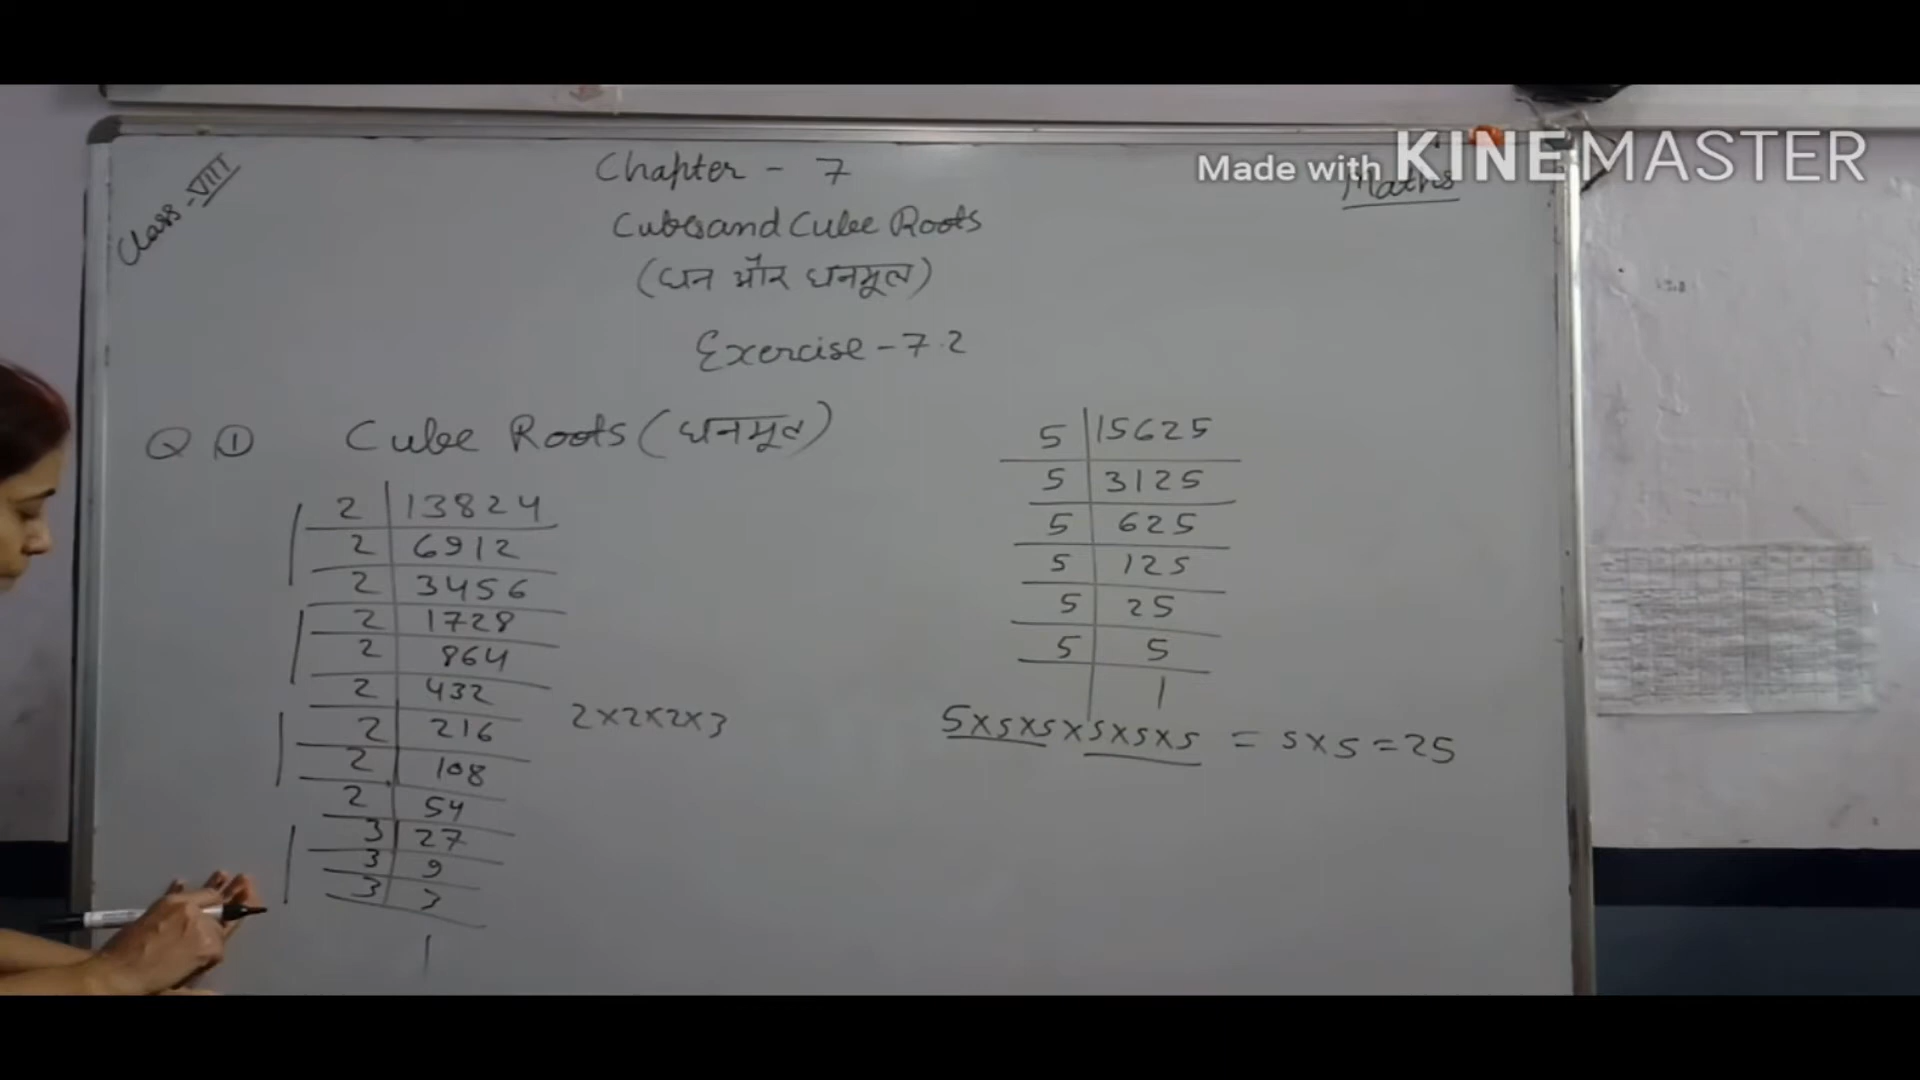 Made with KINEMASTER
Class-VIII
Chapter - 7
Maths
Cubes and Cube Roots
(घन और घनमूल)
Exercise-7.2
Q ① Cube Roots (घनमूल)
2 13824
2 6912
2 3456
2 1728
2 864
2 432
2 216
2 108
2 54
3 27
3 9
3 3
1
2×2×2×3
5 15625
5 3125
5 625
5 125
5 25
5 5
1
5×5×5×5×5×5 = 5×5=25